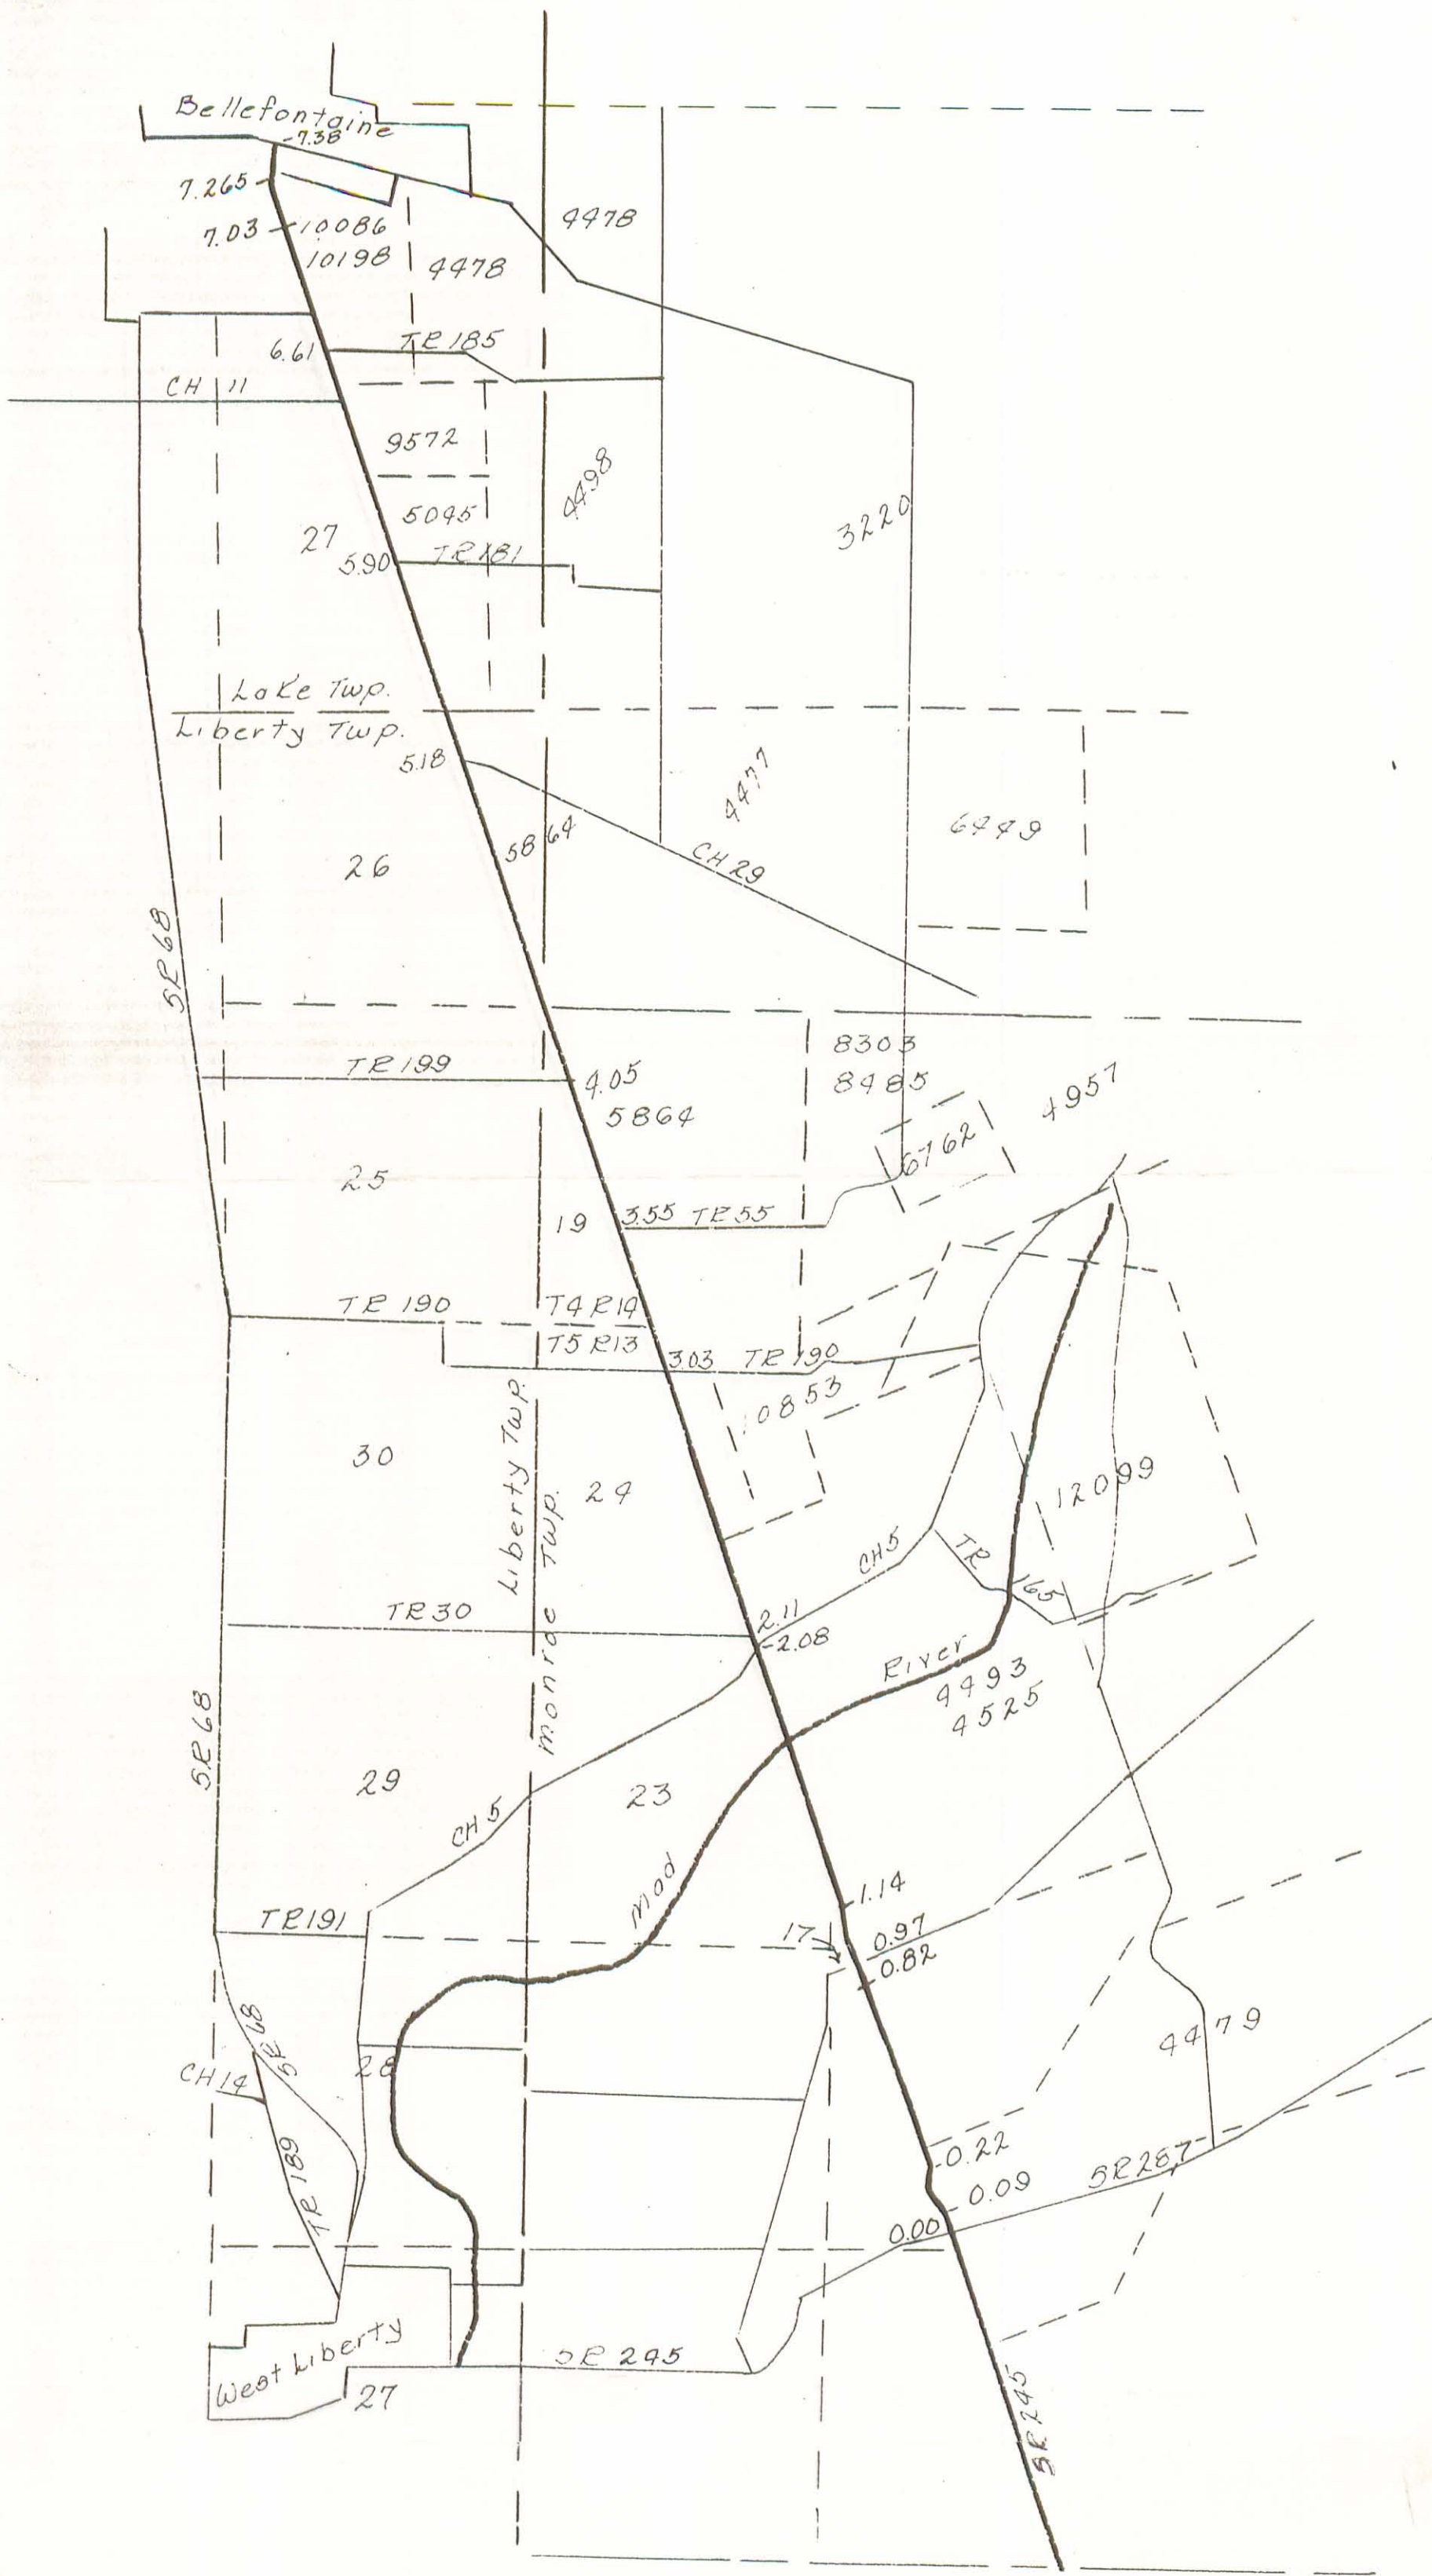 Bellefontaine
-7.38
7.265
7.03
10086
10198
4478
4478
6.61
TR 185
CH 11
9572
4498
5045
3220
27
5.90
TR 181
Lake Twp.
Liberty Twp.
5.18
4477
5864
6449
CH 29
26
SR 68
8303
TR 199
4.05
8485
4957
5864
6762
25
19
3.55
TR 55
TR 190
T4 R14
T5 R13
3.03
TR 190
0853
Liberty Twp.
Monroe Twp.
30
24
12099
CH 5
TR 165
TR 30
2.11
-2.08
River
4493
4525
SR 68
29
23
CH 5
Mad
1.14
TR 191
17
0.97
0.82
SR 68
4479
CH 14
28
TR 189
-0.22
SR 287
0.09
0.00
West Liberty
SR 245
27
SR 245